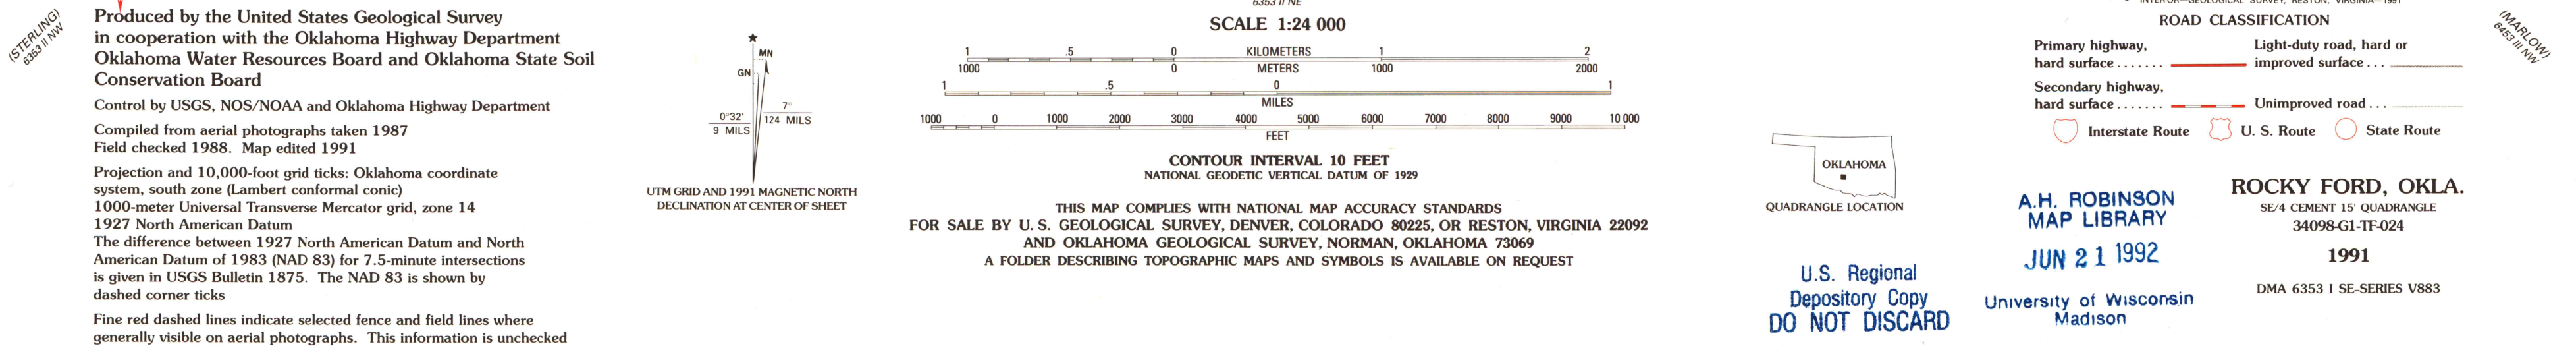 (STERLING)
6353 II NW
Produced by the United States Geological Survey
in cooperation with the Oklahoma Highway Department
Oklahoma Water Resources Board and Oklahoma State Soil
Conservation Board
Control by USGS, NOS/NOAA and Oklahoma Highway Department
Compiled from aerial photographs taken 1987
Field checked 1988. Map edited 1991
Projection and 10,000-foot grid ticks: Oklahoma coordinate
system, south zone (Lambert conformal conic)
1000-meter Universal Transverse Mercator grid, zone 14
1927 North American Datum
The difference between 1927 North American Datum and North
American Datum of 1983 (NAD 83) for 7.5-minute intersections
is given in USGS Bulletin 1875. The NAD 83 is shown by
dashed corner ticks
Fine red dashed lines indicate selected fence and field lines where
generally visible on aerial photographs. This information is unchecked
MN
GN
0°32'
9 MILS
7°
124 MILS
UTM GRID AND 1991 MAGNETIC NORTH
DECLINATION AT CENTER OF SHEET
6353 II NE
SCALE 1:24 000
1 .5 0 KILOMETERS 1 2
1000 0 METERS 1000 2000
1 .5 0 1
MILES
1000 0 1000 2000 3000 4000 5000 6000 7000 8000 9000 10 000
FEET
CONTOUR INTERVAL 10 FEET
NATIONAL GEODETIC VERTICAL DATUM OF 1929
THIS MAP COMPLIES WITH NATIONAL MAP ACCURACY STANDARDS
FOR SALE BY U. S. GEOLOGICAL SURVEY, DENVER, COLORADO 80225, OR RESTON, VIRGINIA 22092
AND OKLAHOMA GEOLOGICAL SURVEY, NORMAN, OKLAHOMA 73069
A FOLDER DESCRIBING TOPOGRAPHIC MAPS AND SYMBOLS IS AVAILABLE ON REQUEST
OKLAHOMA
QUADRANGLE LOCATION
U.S. Regional
Depository Copy
DO NOT DISCARD
INTERIOR—GEOLOGICAL SURVEY, RESTON, VIRGINIA—1991
ROAD CLASSIFICATION
Primary highway,
hard surface .......
Light-duty road, hard or
improved surface ...
Secondary highway,
hard surface .......
Unimproved road ...
Interstate Route
U. S. Route
State Route
(MARLOW)
6453 III NW
A.H. ROBINSON
MAP LIBRARY
JUN 21 1992
University of Wisconsin
Madison
ROCKY FORD, OKLA.
SE/4 CEMENT 15' QUADRANGLE
34098-G1-TF-024
1991
DMA 6353 I SE-SERIES V883